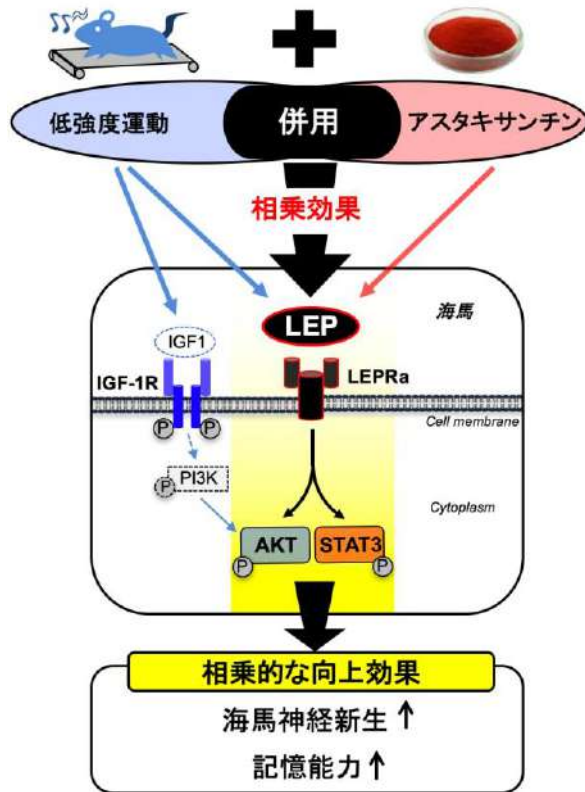 低強度運動
併用
アスタキサンチン
相乗効果
海馬
LEP
IGF1
IGF-1R
LEPRa
Cell membrane
P
P
PI3K
P
Cytoplasm
AKT
STAT3
P
P
相乗的な向上効果
海馬神経新生↑
記憶能力↑